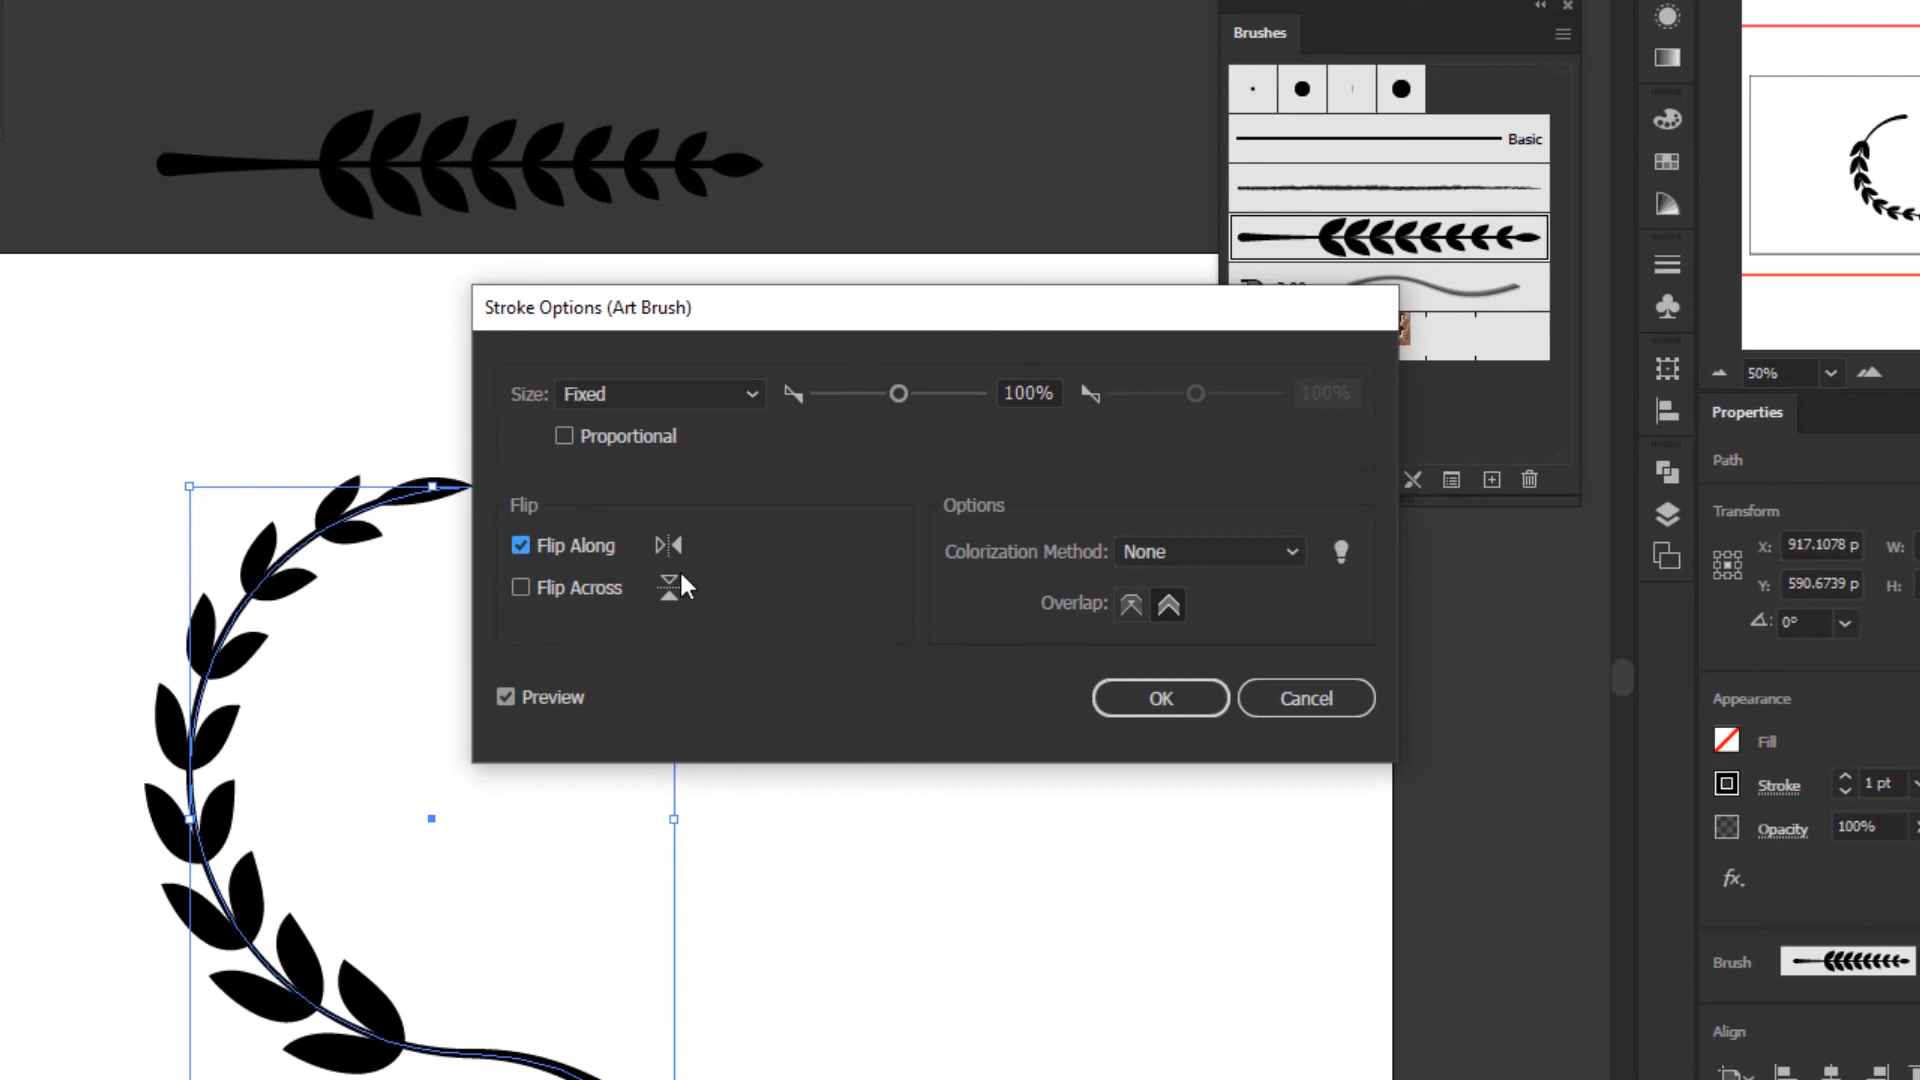 Brushes
Basic
Stroke Options (Art Brush)
Size: Fixed 100% 100%
Proportional
Flip
Flip Along
Flip Across
Options
Colorization Method: None
Overlap:
Preview
OK Cancel
50%
Properties
Path
Transform
X: 917.1078 p W:
Y: 590.6739 p H:
0°
Appearance
Fill
Stroke 1 pt
Opacity 100%
fx.
Brush
Align